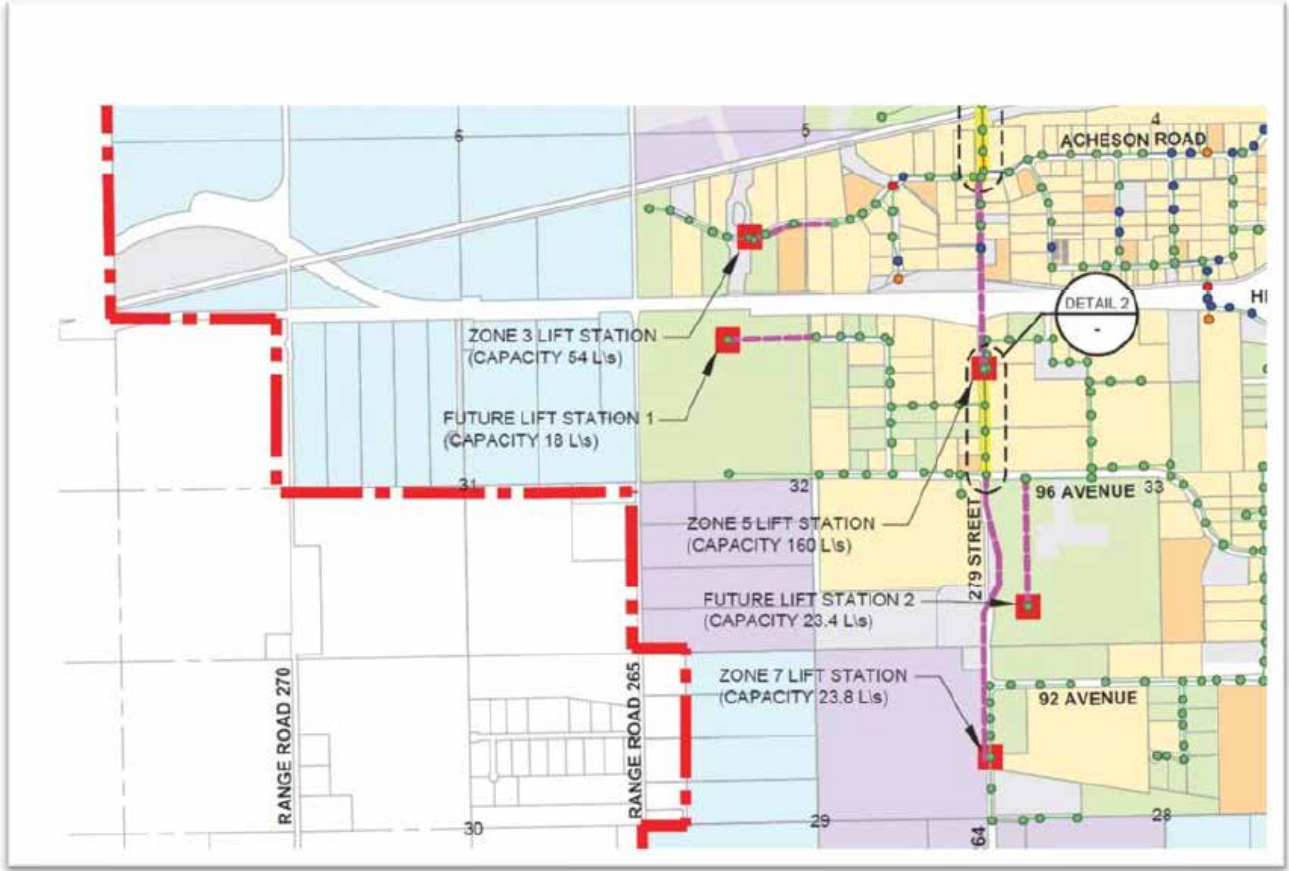 6
5
4
ACHESON ROAD
DETAIL 2
-
HI
ZONE 3 LIFT STATION
(CAPACITY 54 L\s)
FUTURE LIFT STATION 1
(CAPACITY 18 L\s)
31
32
96 AVENUE
33
ZONE 5 LIFT STATION
(CAPACITY 160 L\s)
279 STREET
FUTURE LIFT STATION 2
(CAPACITY 23.4 L\s)
ZONE 7 LIFT STATION
(CAPACITY 23.8 L\s)
92 AVENUE
RANGE ROAD 270
RANGE ROAD 265
30
29
28
64